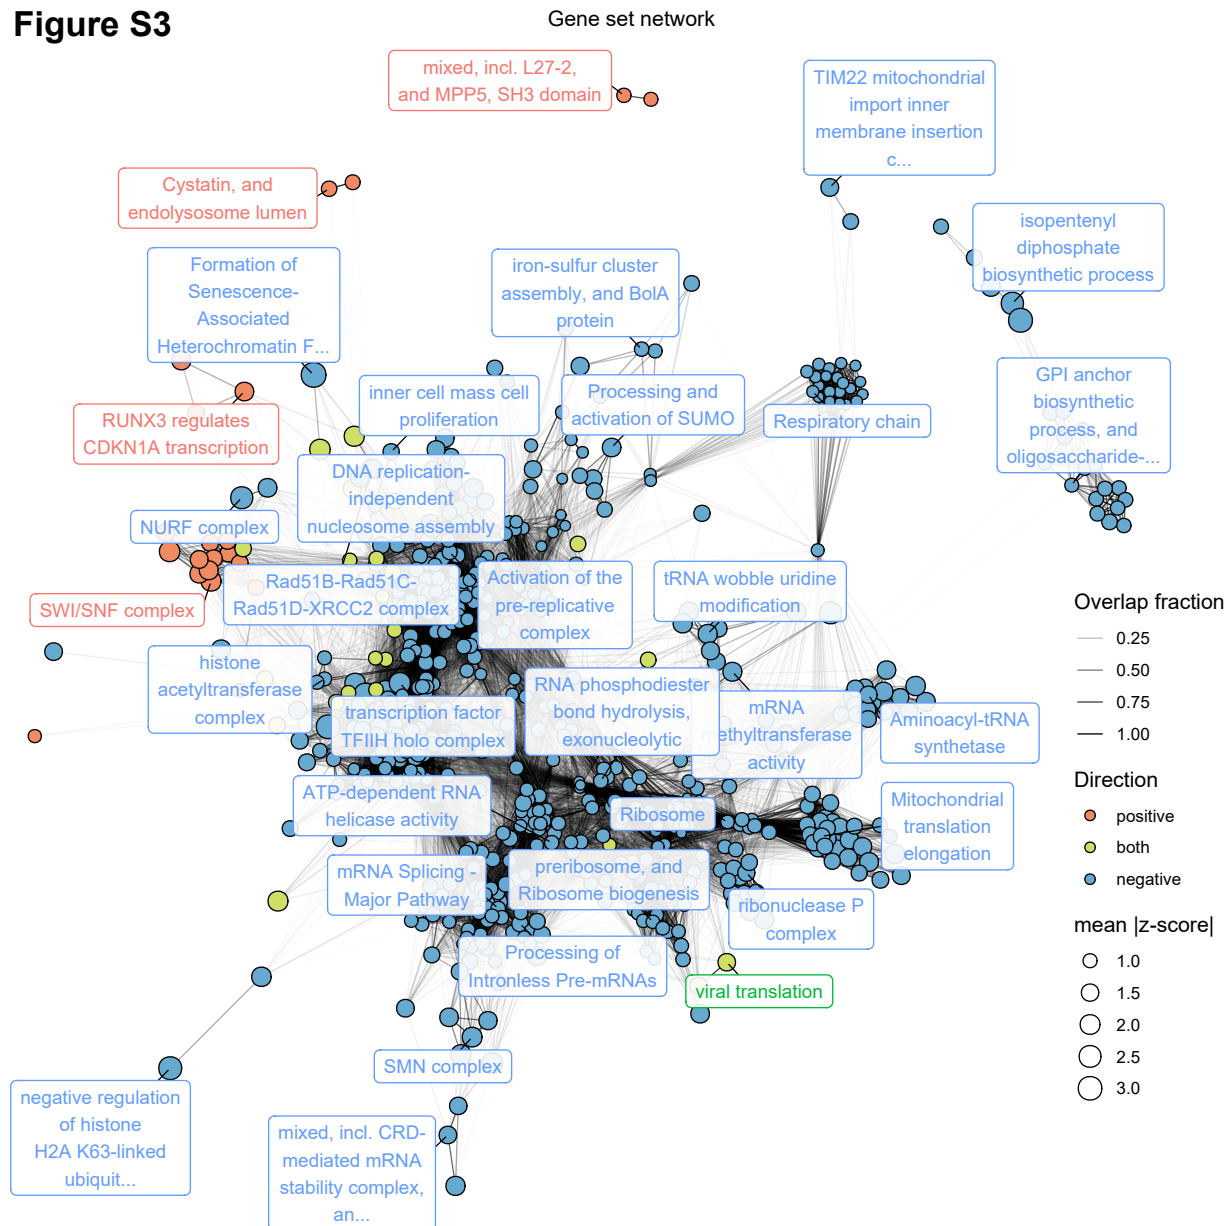 Figure S3
Gene set network
mixed, incl. L27-2,
and MPP5, SH3 domain
TIM22 mitochondrial
import inner
membrane insertion
c...
Cystatin, and
endolysosome lumen
isopentenyl
diphosphate
biosynthetic process
Formation of
Senescence-
Associated
Heterochromatin F...
iron-sulfur cluster
assembly, and BolA
protein
GPI anchor
biosynthetic
process, and
oligosaccharide-...
inner cell mass cell
proliferation
Processing and
activation of SUMO
Respiratory chain
RUNX3 regulates
CDKN1A transcription
DNA replication-
independent
nucleosome assembly
NURF complex
Rad51B-Rad51C-
Rad51D-XRCC2 complex
Activation of the
pre-replicative
complex
tRNA wobble uridine
modification
SWI/SNF complex
histone
acetyltransferase
complex
RNA phosphodiester
bond hydrolysis,
exonucleolytic
mRNA
methyltransferase
activity
transcription factor
TFIIH holo complex
Aminoacyl-tRNA
synthetase
ATP-dependent RNA
helicase activity
Ribosome
Mitochondrial
translation
elongation
mRNA Splicing -
Major Pathway
preribosome, and
Ribosome biogenesis
ribonuclease P
complex
Processing of
Intronless Pre-mRNAs
viral translation
SMN complex
negative regulation
of histone
H2A K63-linked
ubiquit...
mixed, incl. CRD-
mediated mRNA
stability complex,
an...
Overlap fraction
0.25
0.50
0.75
1.00
Direction
positive
both
negative
mean |z-score|
1.0
1.5
2.0
2.5
3.0